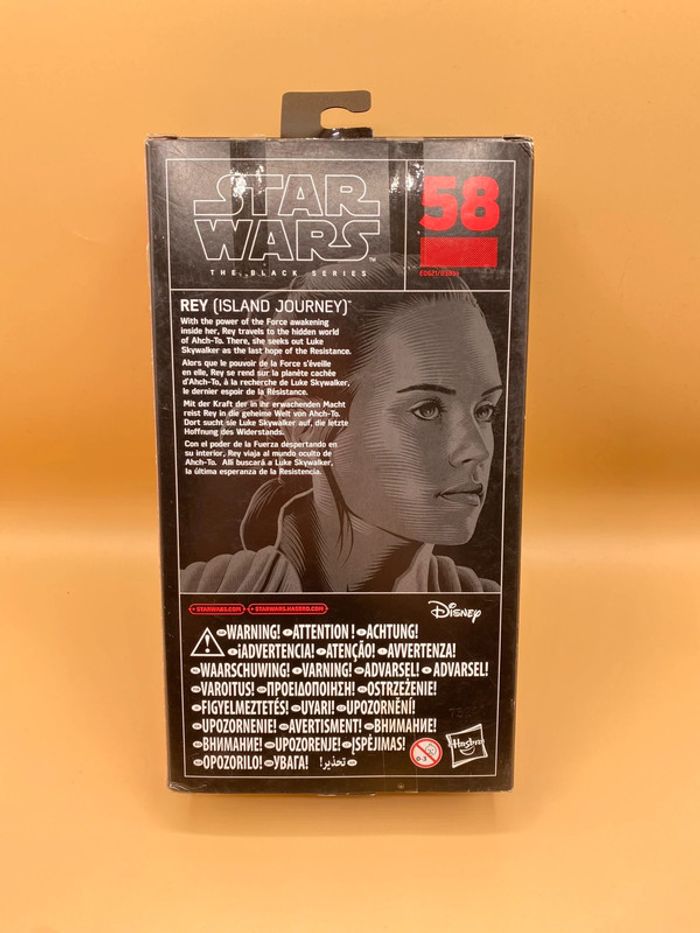 STAR
WARS™
THE BLACK SERIES
58
REY (ISLAND JOURNEY)™
With the power of the Force awakening
inside her, Rey travels to the hidden world
of Ahch-To. There, she seeks out Luke
Skywalker as the last hope of the Resistance.
Alors que le pouvoir de la Force s'éveille
en elle, Rey se rend sur la planète cachée
d'Ahch-To, à la recherche de Luke Skywalker,
le dernier espoir de la Résistance.
Mit der Kraft der in ihr erwachenden Macht
reist Rey in die geheime Welt von Ahch-To.
Dort sucht sie Luke Skywalker auf, die letzte
Hoffnung des Widerstands.
Con el poder de la Fuerza despertando en
su interior, Rey viaja al mundo oculto de
Ahch-To. Allí buscará a Luke Skywalker,
la última esperanza de la Resistencia.
STARWARS.COM STARWARS.HASBRO.COM
Disney
WARNING! ATTENTION! ACHTUNG!
¡ADVERTENCIA! ATENÇÃO! AVVERTENZA!
WAARSCHUWING! VARNING! ADVARSEL! ADVARSEL!
VAROITUS! ΠΡΟΕΙΔΟΠΟΙΗΣΗ! OSTRZEŻENIE!
FIGYELMEZTETÉS! UYARI! UPOZORNĚNÍ!
UPOZORNENIE! AVERTISMENT! ВНИМАНИЕ!
ВНИМАНИЕ! UPOZORENJE! ĮSPĖJIMAS!
OPOZORILO! УВАГА! تحذير!
0-3
Hasbro